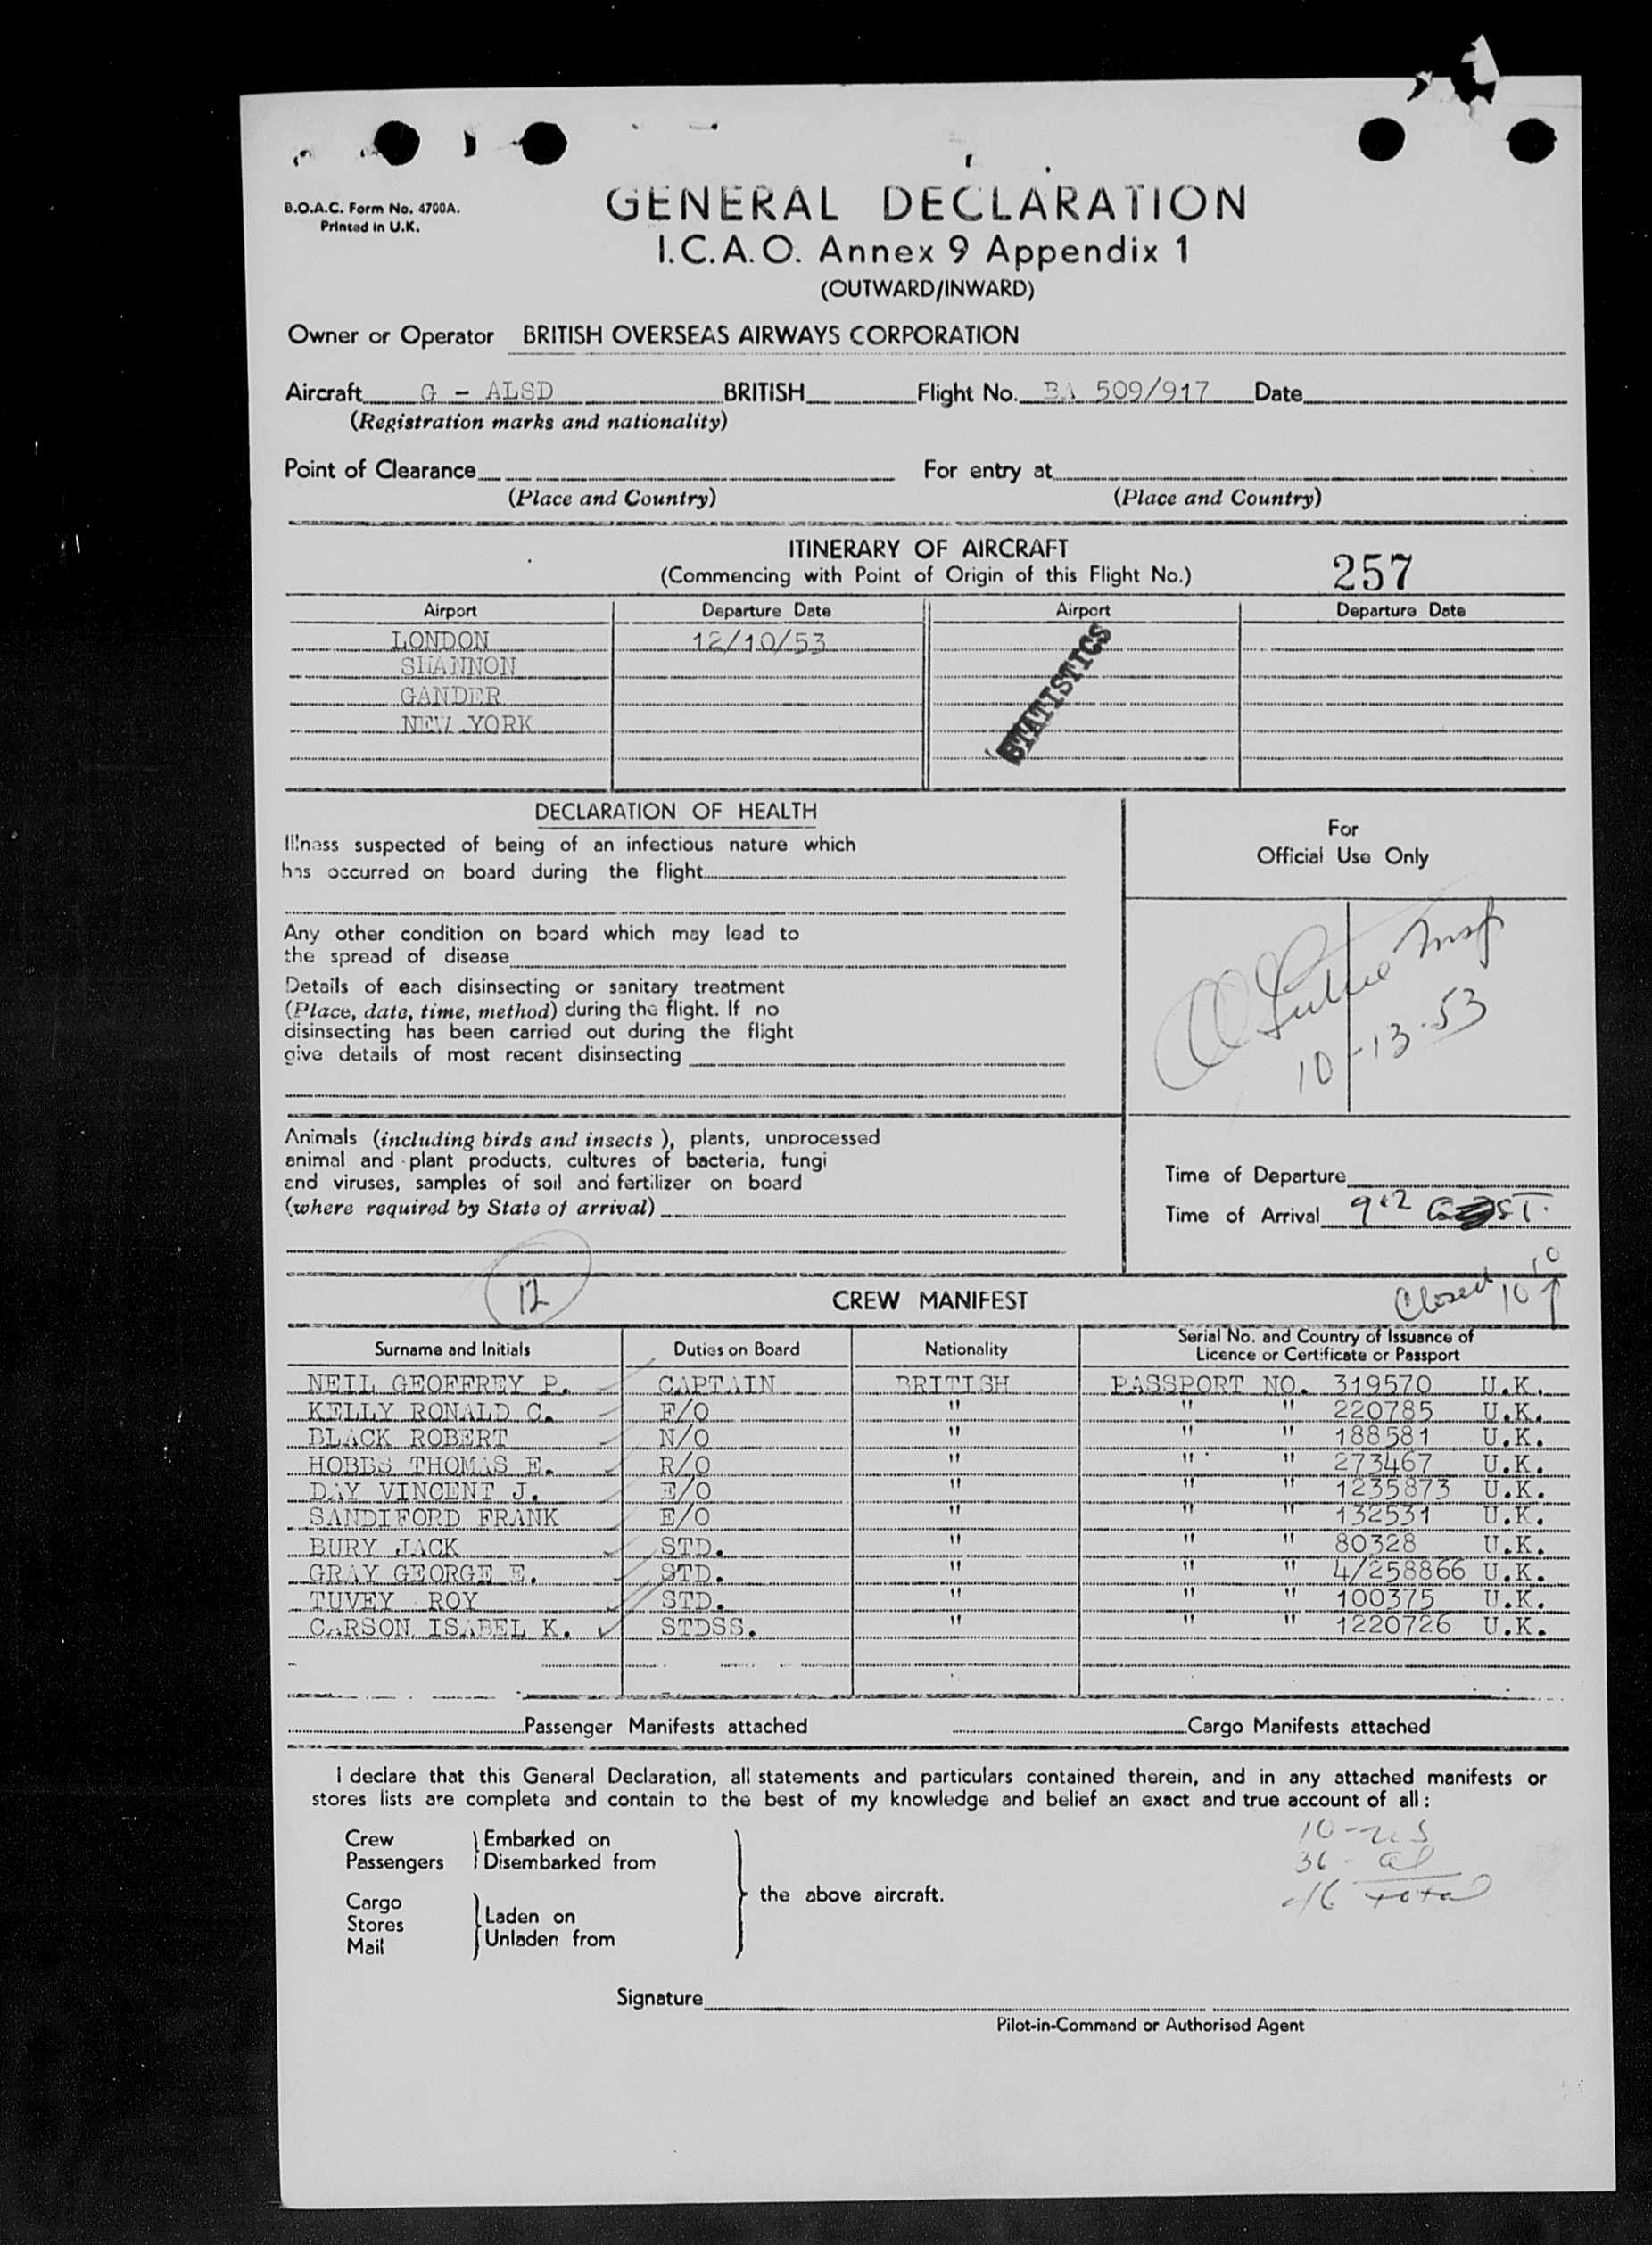 B.O.A.C. Form No. 4700A.
Printed in U.K.
GENERAL DECLARATION
I.C.A.O. Annex 9 Appendix 1
(OUTWARD/INWARD)
Owner or Operator BRITISH OVERSEAS AIRWAYS CORPORATION
Aircraft G - ALSD BRITISH Flight No. BA 509/917 Date
(Registration marks and nationality)
Point of Clearance For entry at
(Place and Country) (Place and Country)
ITINERARY OF AIRCRAFT
(Commencing with Point of Origin of this Flight No.) 257
Airport Departure Date Airport Departure Date
LONDON 12/10/53
SHANNON
GANDER
NEW YORK
STATISTICS
DECLARATION OF HEALTH
Illness suspected of being of an infectious nature which
has occurred on board during the flight
Any other condition on board which may lead to
the spread of disease
Details of each disinsecting or sanitary treatment
(Place, date, time, method) during the flight. If no
disinsecting has been carried out during the flight
give details of most recent disinsecting
For
Official Use Only
Insp
10-13-53
Animals (including birds and insects), plants, unprocessed
animal and plant products, cultures of bacteria, fungi
and viruses, samples of soil and fertilizer on board
(where required by State of arrival)
Time of Departure
Time of Arrival 912
12
CREW MANIFEST
Closed 10 10
Surname and Initials Duties on Board Nationality Serial No. and Country of Issuance of
Licence or Certificate or Passport
NEIL GEOFFREY P. CAPTAIN BRITISH PASSPORT NO. 319570 U.K.
KELLY RONALD C. F/O " " " 220785 U.K.
BLACK ROBERT N/O " " " 188581 U.K.
HOBBS THOMAS E. R/O " " " 273467 U.K.
DAY VINCENT J. E/O " " " 1235873 U.K.
SANDIFORD FRANK E/O " " " 132531 U.K.
BURY JACK STD. " " " 80328 U.K.
GRAY GEORGE E. STD. " " " 4/258866 U.K.
TUVEY ROY STD. " " " 100375 U.K.
CARSON ISABEL K. STDSS. " " " 1220726 U.K.
Passenger Manifests attached Cargo Manifests attached
I declare that this General Declaration, all statements and particulars contained therein, and in any attached manifests or
stores lists are complete and contain to the best of my knowledge and belief an exact and true account of all:
Crew Embarked on
Passengers Disembarked from
Cargo
Stores Laden on
Mail Unladen from
the above aircraft.
10 - US
36 - al
46 total
Signature
Pilot-in-Command or Authorised Agent